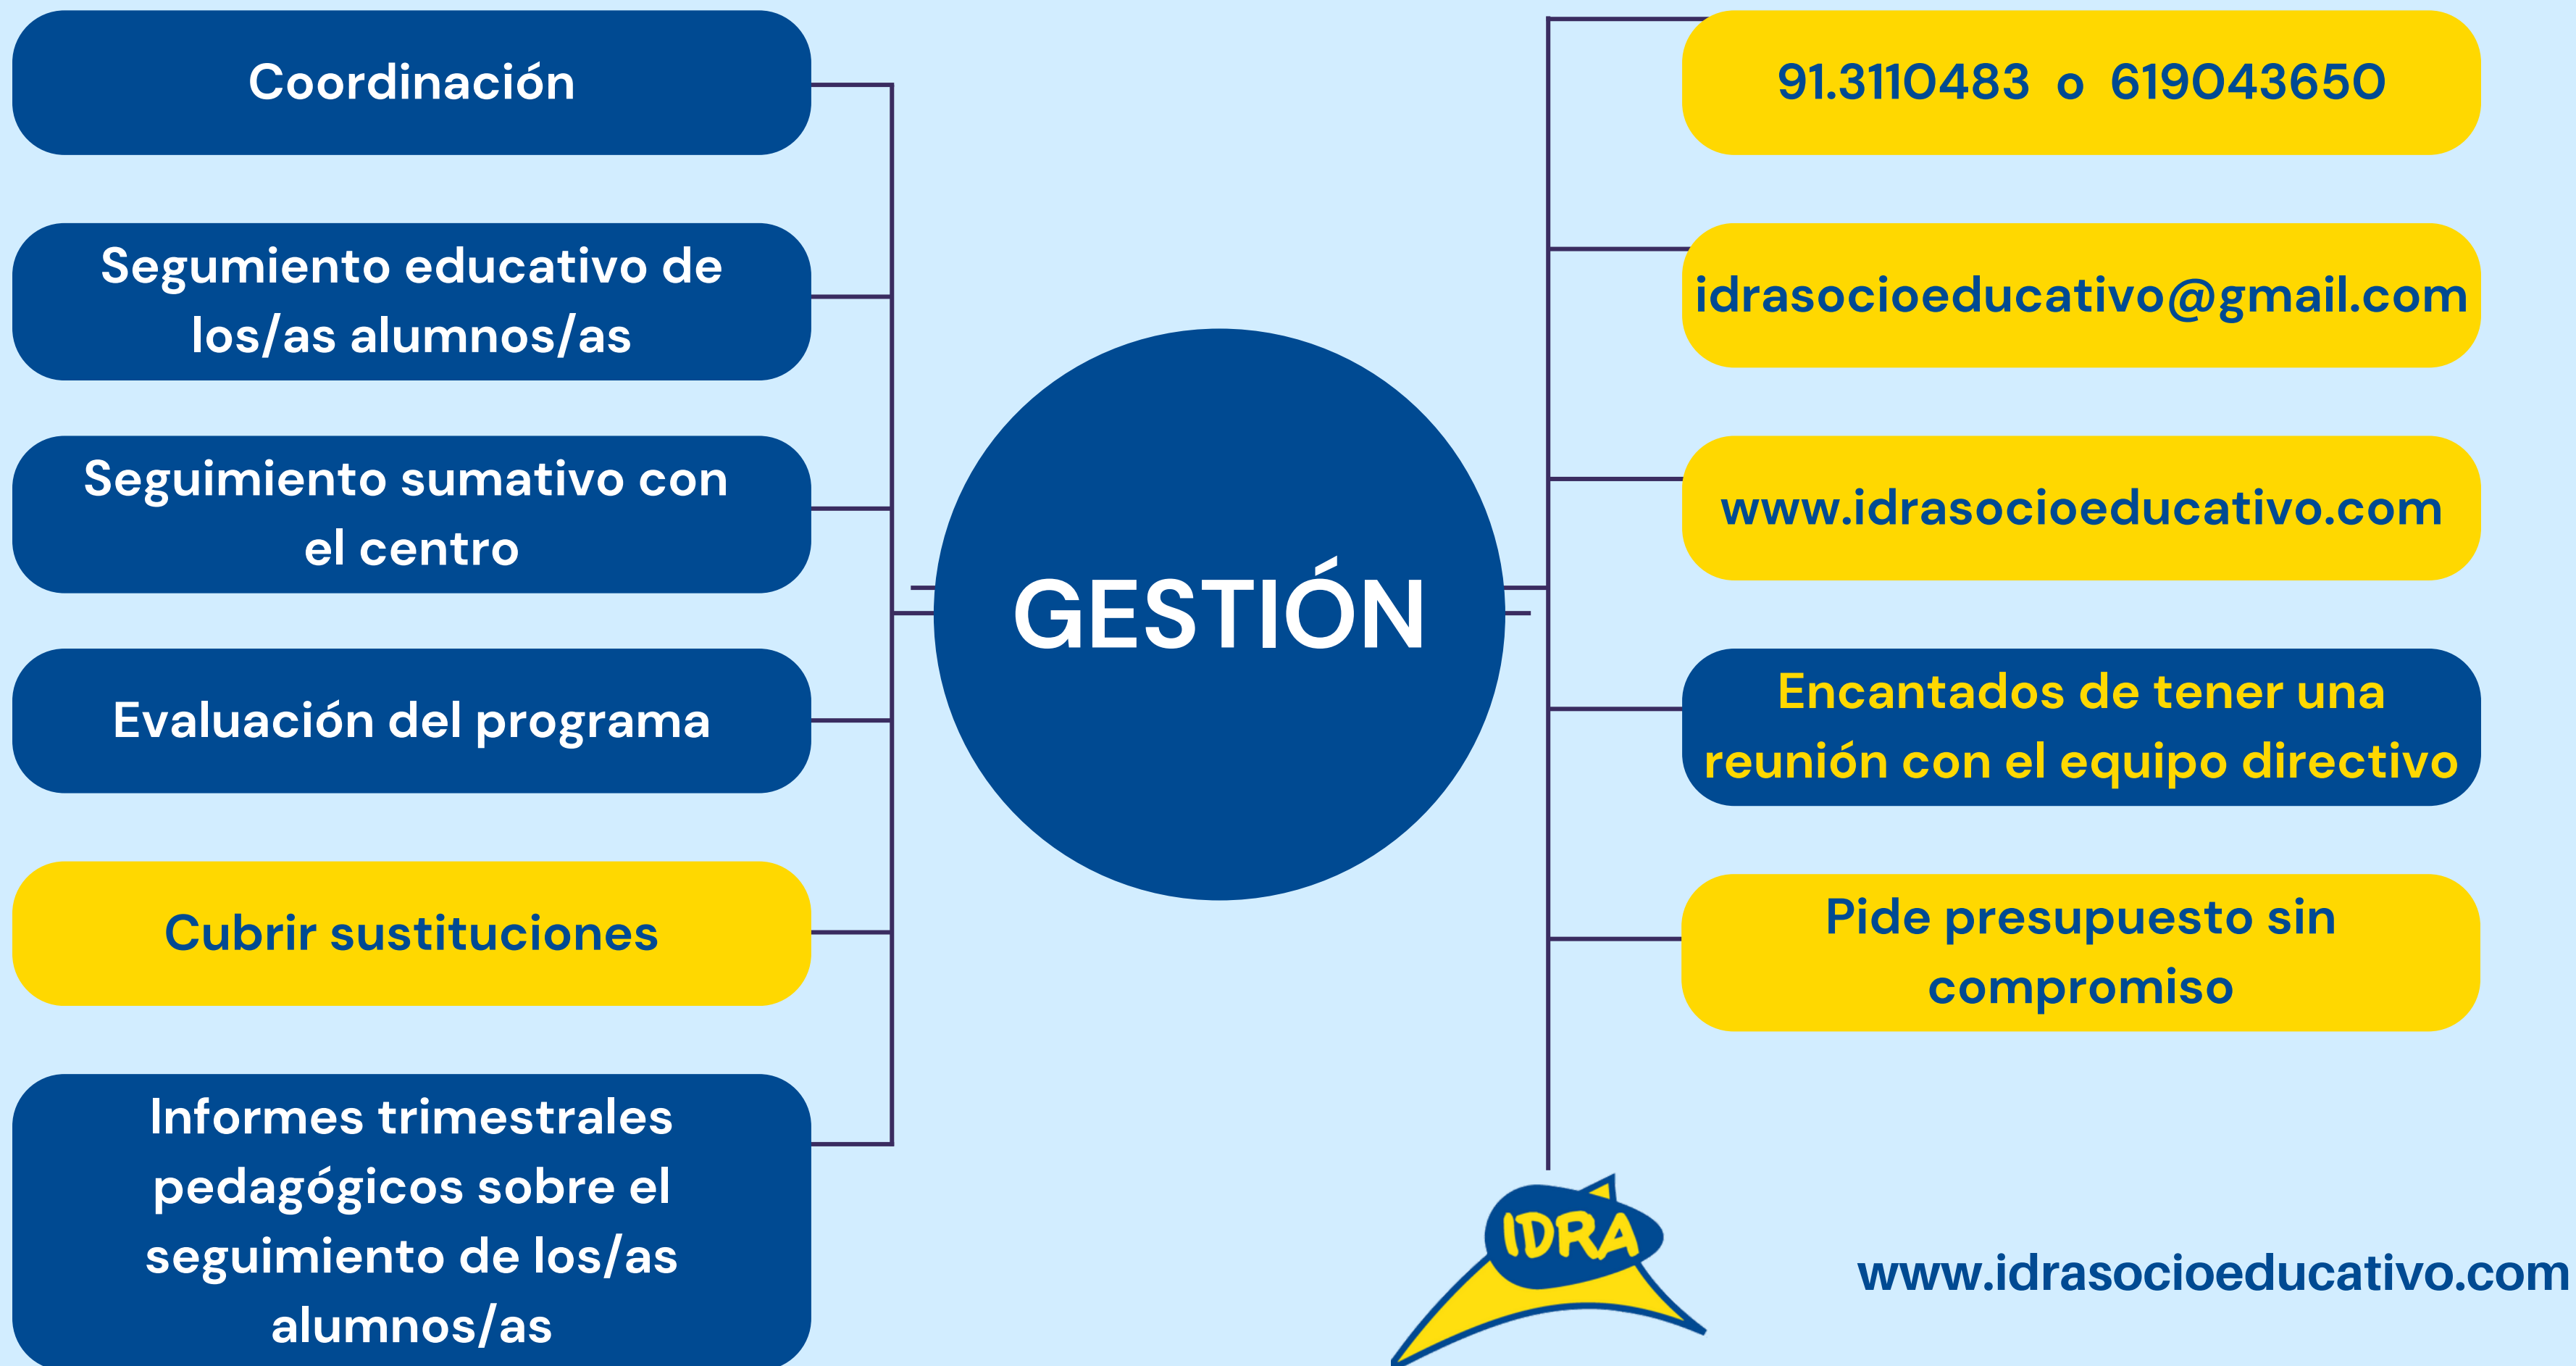 Coordinación
Segumiento educativo de
los/as alumnos/as
Seguimiento sumativo con
el centro
Evaluación del programa
Cubrir sustituciones
Informes trimestrales
pedagógicos sobre el
seguimiento de los/as
alumnos/as
GESTIÓN
91.3110483 o 619043650
idrasocioeducativo@gmail.com
www.idrasocioeducativo.com
Encantados de tener una
reunión con el equipo directivo
Pide presupuesto sin
compromiso
IDRA
www.idrasocioeducativo.com